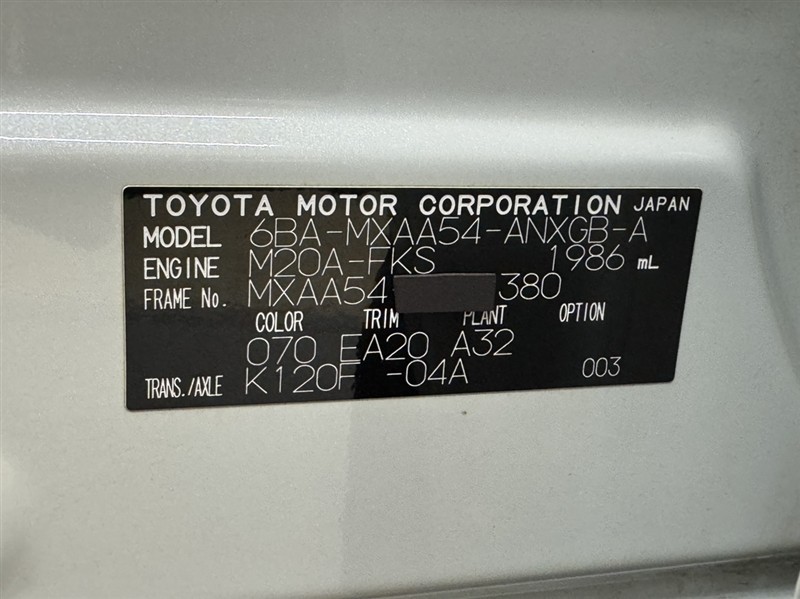 TOYOTA MOTOR CORPORATION JAPAN
MODEL 6BA-MXAA54-ANXGB-A
ENGINE M20A-FKS 1986 mL
FRAME No. MXAA54- 380
COLOR TRIM PLANT OPTION
070 EA20 A32
TRANS./AXLE K120F -04A 003